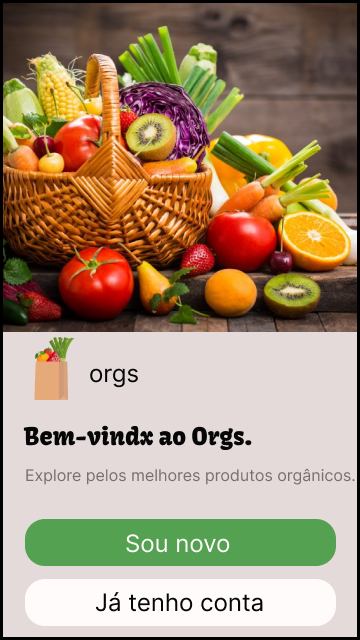 orgs
Bem-vindx ao Orgs.
Explore pelos melhores produtos orgânicos.
Sou novo
Já tenho conta